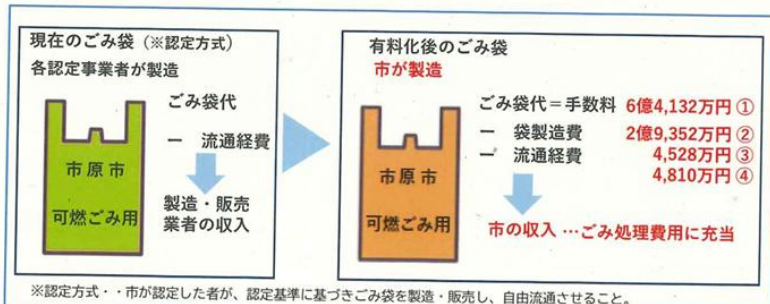 現在のごみ袋（※認定方式）
各認定事業者が製造
ごみ袋代
ー 流通経費
製造・販売
業者の収入
市原市
可燃ごみ用
有料化後のごみ袋
市が製造
ごみ袋代＝手数料 6億4,132万円①
ー 袋製造費 2億9,352万円②
ー 流通経費 4,528万円③
4,810万円④
市の収入 …ごみ処理費用に充当
市原市
可燃ごみ用
※認定方式・・市が認定した者が、認定基準に基づきごみ袋を製造・販売し、自由流通させること。